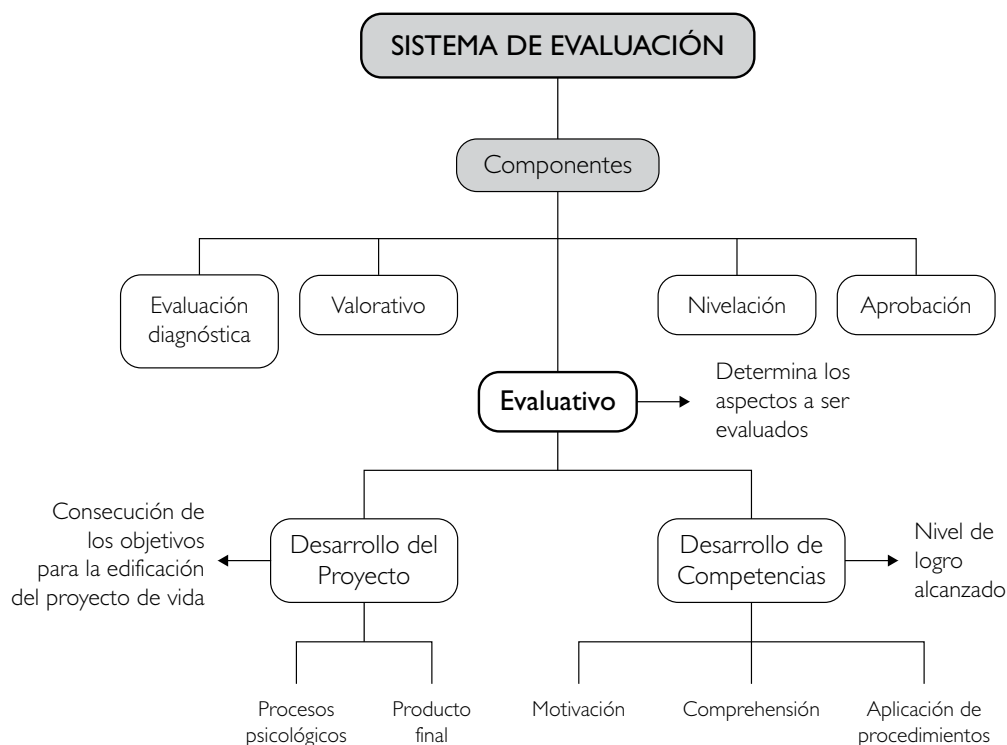 SISTEMA DE EVALUACIÓN
Componentes
Evaluación
diagnóstica
Valorativo
Nivelación
Aprobación
Evaluativo
Determina los
aspectos a ser
evaluados
Consecución de
los objetivos
para la edificación
del proyecto de vida
Desarrollo del
Proyecto
Desarrollo de
Competencias
Nivel de
logro
alcanzado
Procesos
psicológicos
Producto
final
Motivación
Comprehensión
Aplicación de
procedimientos